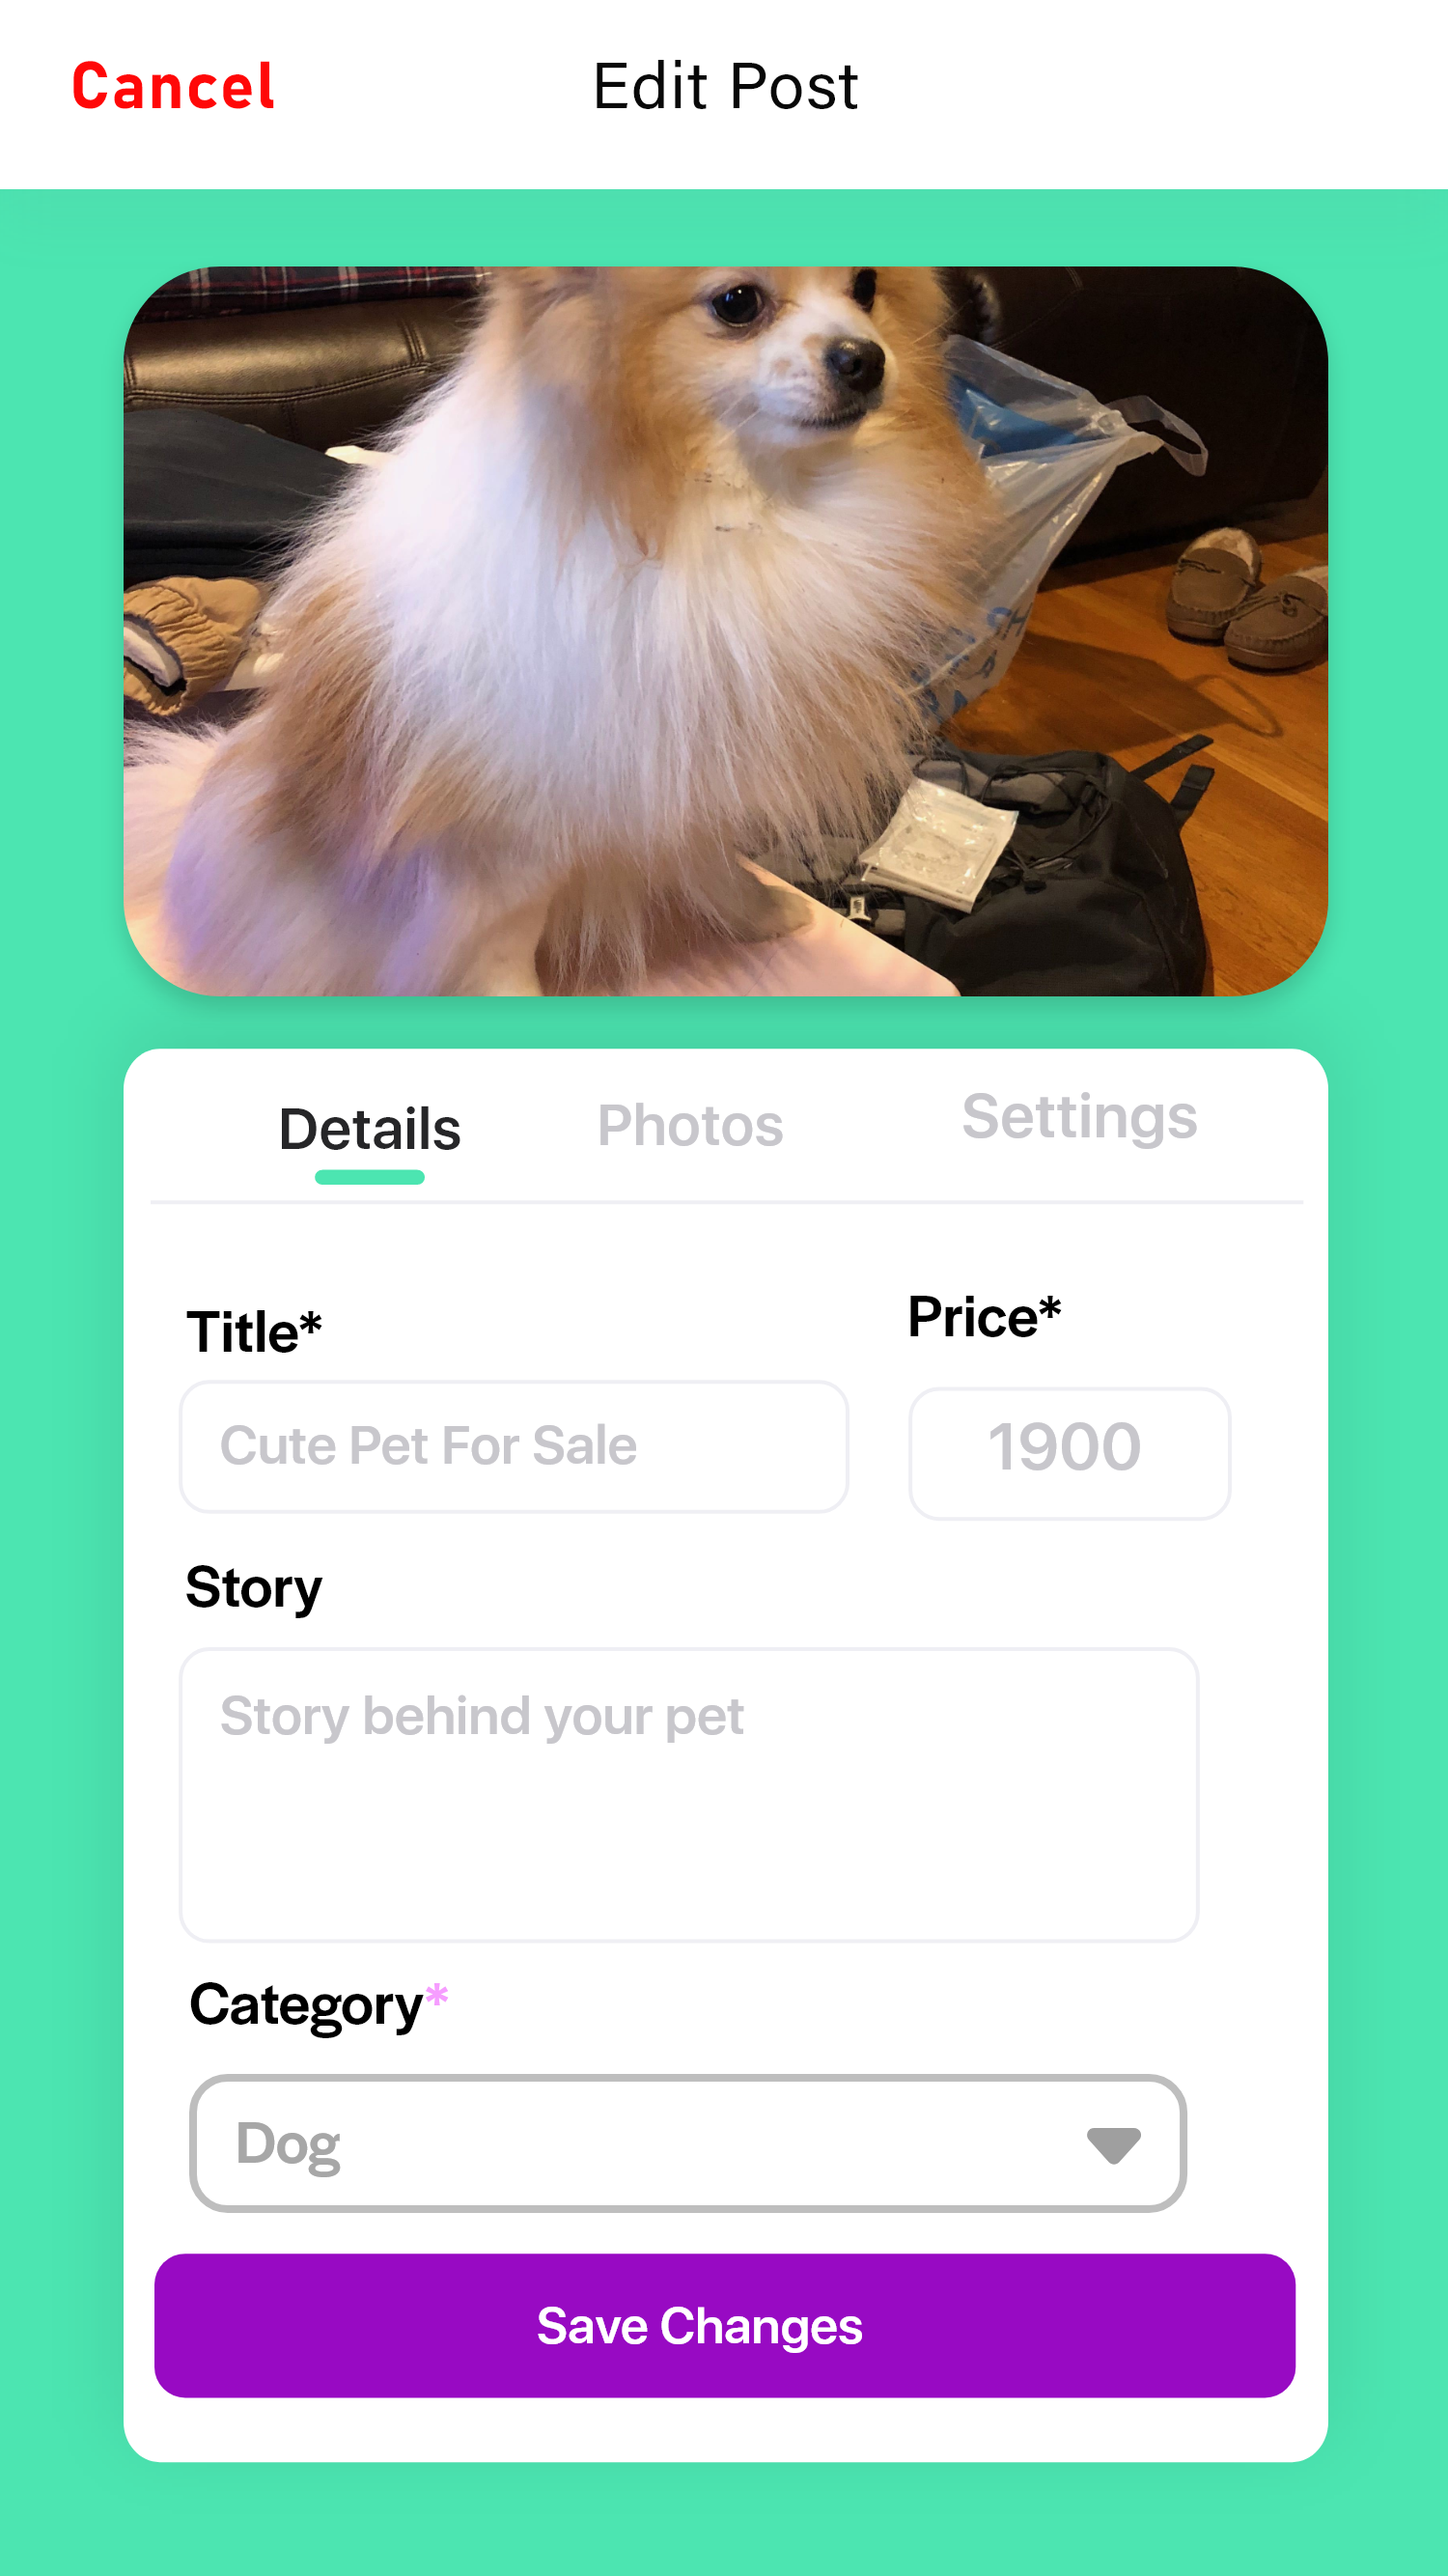 Cancel Edit Post
Details Photos Settings
Title* Price*
Cute Pet For Sale 1900
Story
Story behind your pet
Category*
Dog
Save Changes